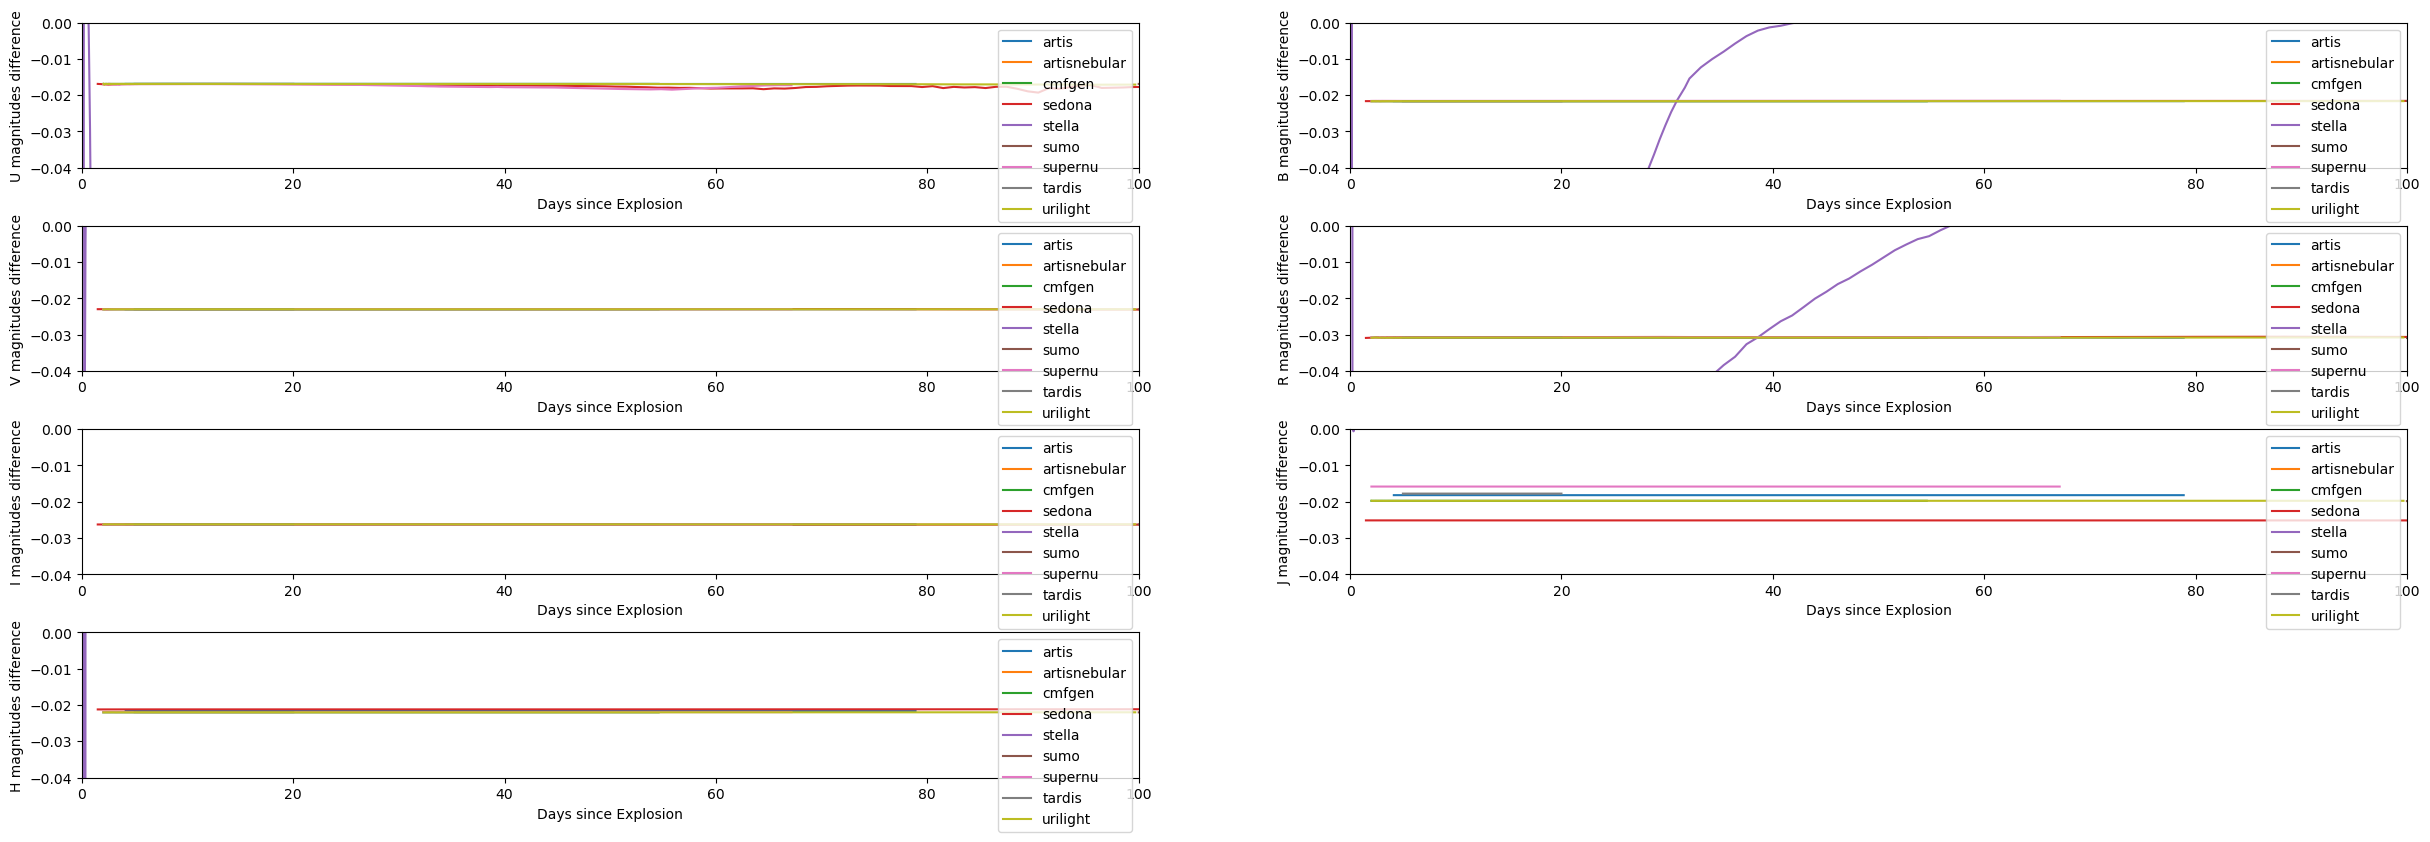 U magnitudes difference
0.00
−0.01
−0.02
−0.03
−0.04
0 20 40 60 80 100
Days since Explosion
artis
artisnebular
cmfgen
sedona
stella
sumo
supernu
tardis
urilight
B magnitudes difference
0.00
−0.01
−0.02
−0.03
−0.04
0 20 40 60 80 100
Days since Explosion
artis
artisnebular
cmfgen
sedona
stella
sumo
supernu
tardis
urilight
V magnitudes difference
0.00
−0.01
−0.02
−0.03
−0.04
0 20 40 60 80 100
Days since Explosion
artis
artisnebular
cmfgen
sedona
stella
sumo
supernu
tardis
urilight
R magnitudes difference
0.00
−0.01
−0.02
−0.03
−0.04
0 20 40 60 80 100
Days since Explosion
artis
artisnebular
cmfgen
sedona
stella
sumo
supernu
tardis
urilight
I magnitudes difference
0.00
−0.01
−0.02
−0.03
−0.04
0 20 40 60 80 100
Days since Explosion
artis
artisnebular
cmfgen
sedona
stella
sumo
supernu
tardis
urilight
J magnitudes difference
0.00
−0.01
−0.02
−0.03
−0.04
0 20 40 60 80 100
Days since Explosion
artis
artisnebular
cmfgen
sedona
stella
sumo
supernu
tardis
urilight
H magnitudes difference
0.00
−0.01
−0.02
−0.03
−0.04
0 20 40 60 80 100
Days since Explosion
artis
artisnebular
cmfgen
sedona
stella
sumo
supernu
tardis
urilight